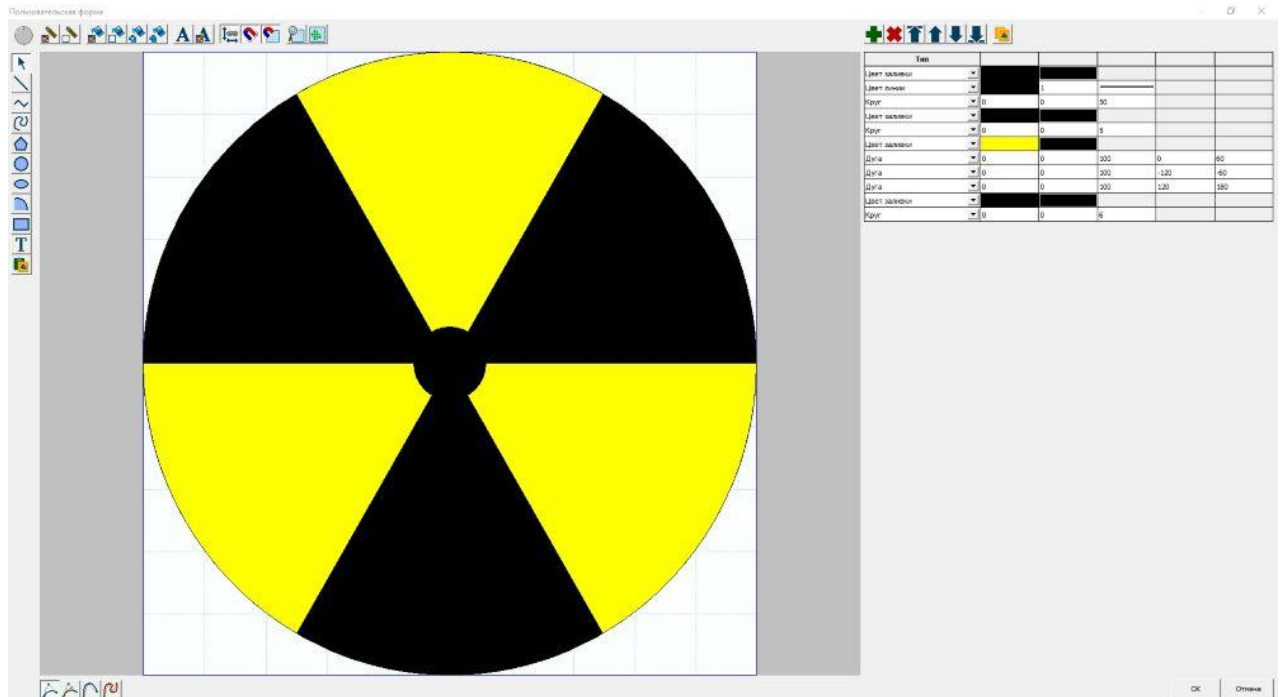 Пользовательская форма
A A
T
Тип
Цвет заливки
Цвет линии 1
Круг 0 0 50
Цвет заливки
Круг 0 0 5
Цвет заливки
Дуга 0 0 100 0 60
Дуга 0 0 100 -120 -60
Дуга 0 0 100 120 180
Цвет заливки
Круг 0 0 6
ОК Отмена